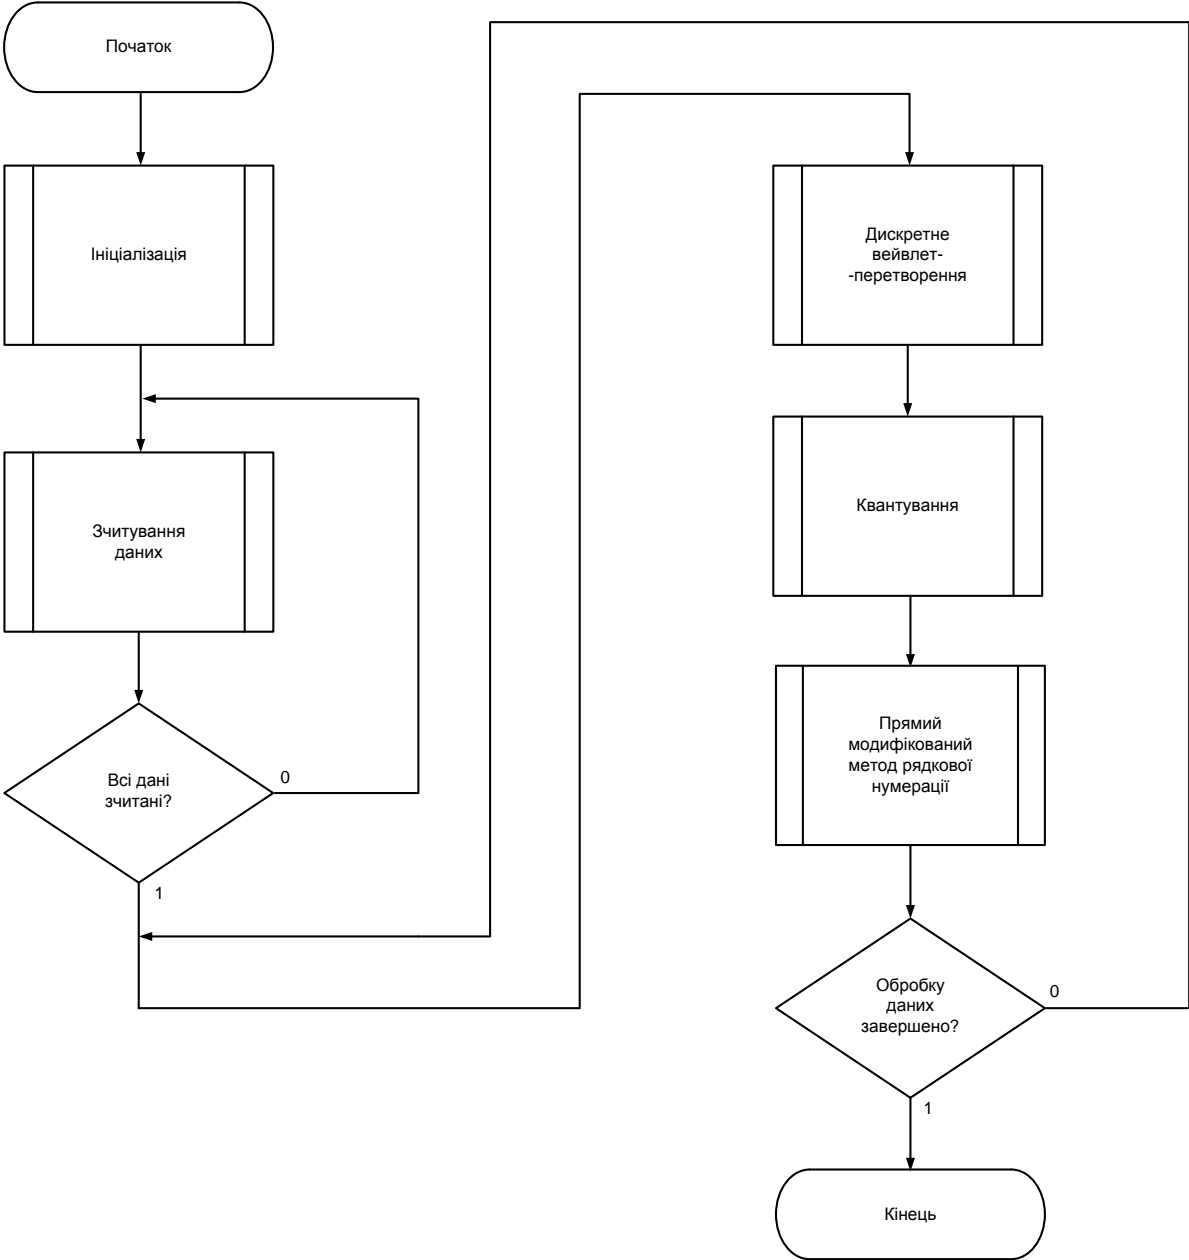 Початок
Ініціалізація
Зчитування
даних
Всі дані
зчитані?
0
1
Дискретне
вейвлет-
-перетворення
Квантування
Прямий
модифікований
метод рядкової
нумерації
Обробку
даних
завершено?
0
1
Кінець